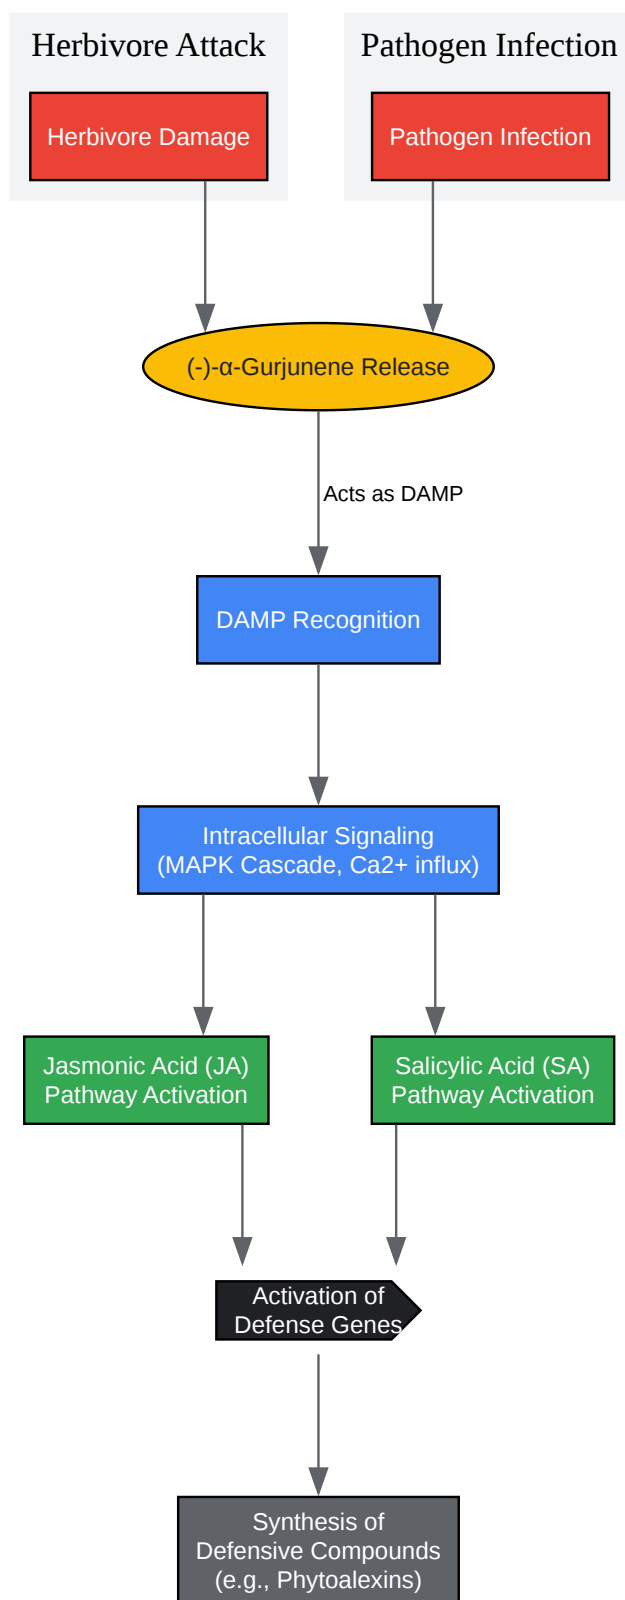 Herbivore Attack
Pathogen Infection
Herbivore Damage
Pathogen Infection
(-)-α-Gurjunene Release
Acts as DAMP
DAMP Recognition
Intracellular Signaling
(MAPK Cascade, Ca2+ influx)
Jasmonic Acid (JA)
Pathway Activation
Salicylic Acid (SA)
Pathway Activation
Activation of
Defense Genes
Synthesis of
Defensive Compounds
(e.g., Phytoalexins)